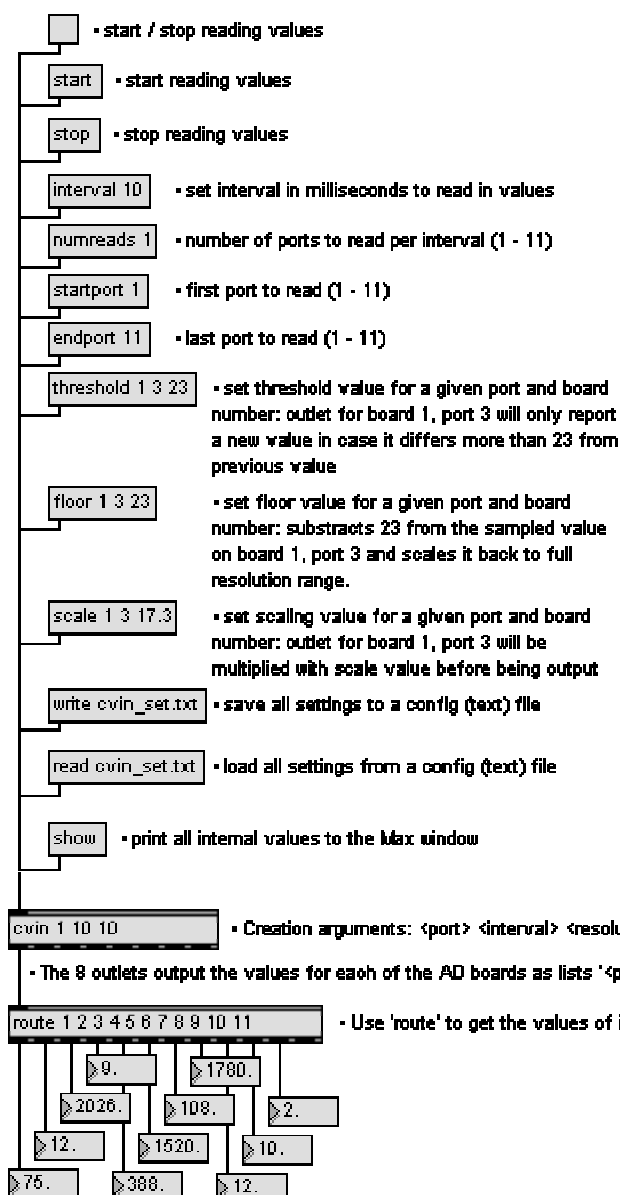 - start / stop reading values
start - start reading values
stop - stop reading values
interval 10 - set interval in milliseconds to read in values
numreads 1 - number of ports to read per interval (1 - 11)
startport 1 - first port to read (1 - 11)
endport 11 - last port to read (1 - 11)
threshold 1 3 23 - set threshold value for a given port and board
number: outlet for board 1, port 3 will only report
a new value in case it differs more than 23 from
previous value
floor 1 3 23 - set floor value for a given port and board
number: substracts 23 from the sampled value
on board 1, port 3 and scales it back to full
resolution range.
scale 1 3 17.3 - set scaling value for a given port and board
number: outlet for board 1, port 3 will be
multiplied with scale value before being output
write cvin_set.txt - save all settings to a config (text) file
read cvin_set.txt - load all settings from a config (text) file
show - print all internal values to the Max window
cvin 1 10 10 - Creation arguments: <port> <interval> <resolu
- The 8 outlets output the values for each of the AD boards as lists '<p
route 1 2 3 4 5 6 7 8 9 10 11 - Use 'route' to get the values of i
9. 1780.
2026. 108. 2.
12. 1520. 10.
75. 388. 12.